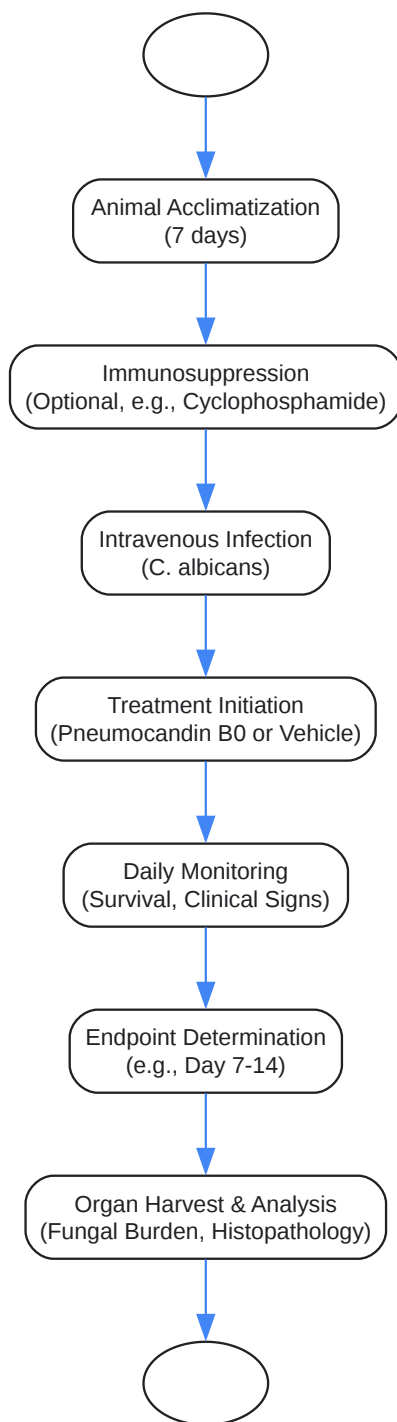 Animal Acclimatization
(7 days)
Immunosuppression
(Optional, e.g., Cyclophosphamide)
Intravenous Infection
(C. albicans)
Treatment Initiation
(Pneumocandin B0 or Vehicle)
Daily Monitoring
(Survival, Clinical Signs)
Endpoint Determination
(e.g., Day 7-14)
Organ Harvest & Analysis
(Fungal Burden, Histopathology)